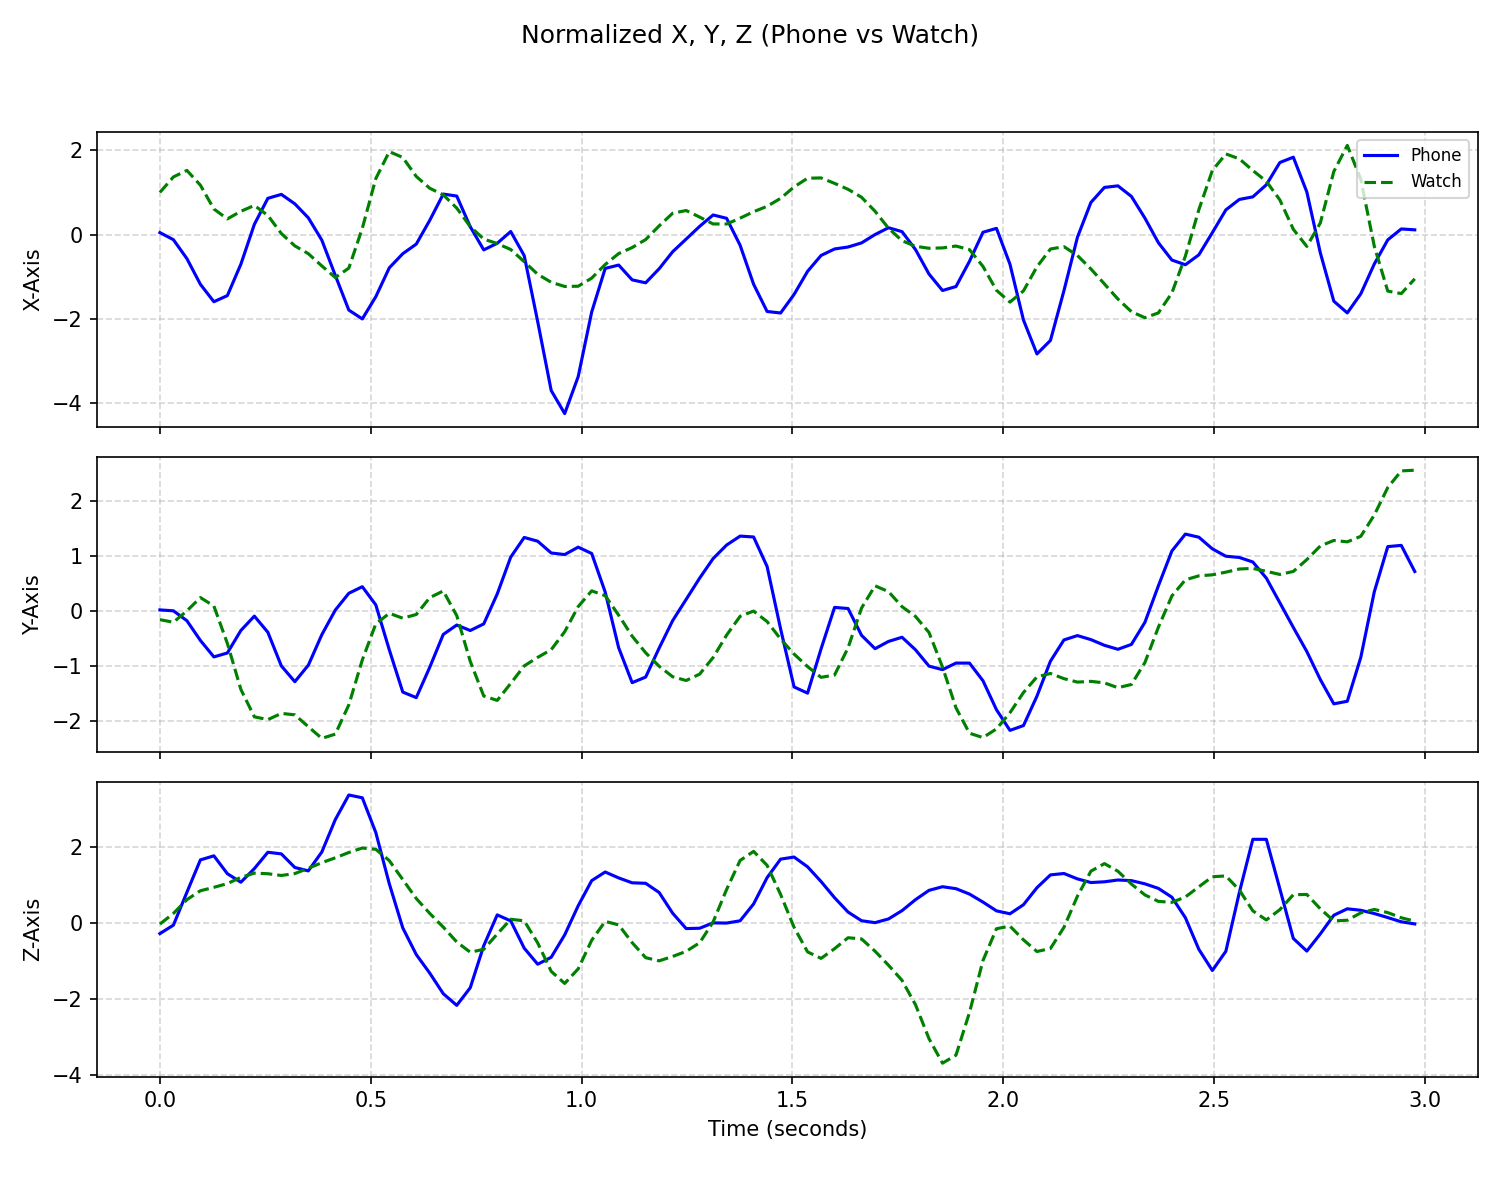 Normalized X, Y, Z (Phone vs Watch)
2
0
−2
−4
X-Axis
Phone
Watch
2
1
0
−1
−2
Y-Axis
2
0
−2
−4
Z-Axis
0.0 0.5 1.0 1.5 2.0 2.5 3.0
Time (seconds)